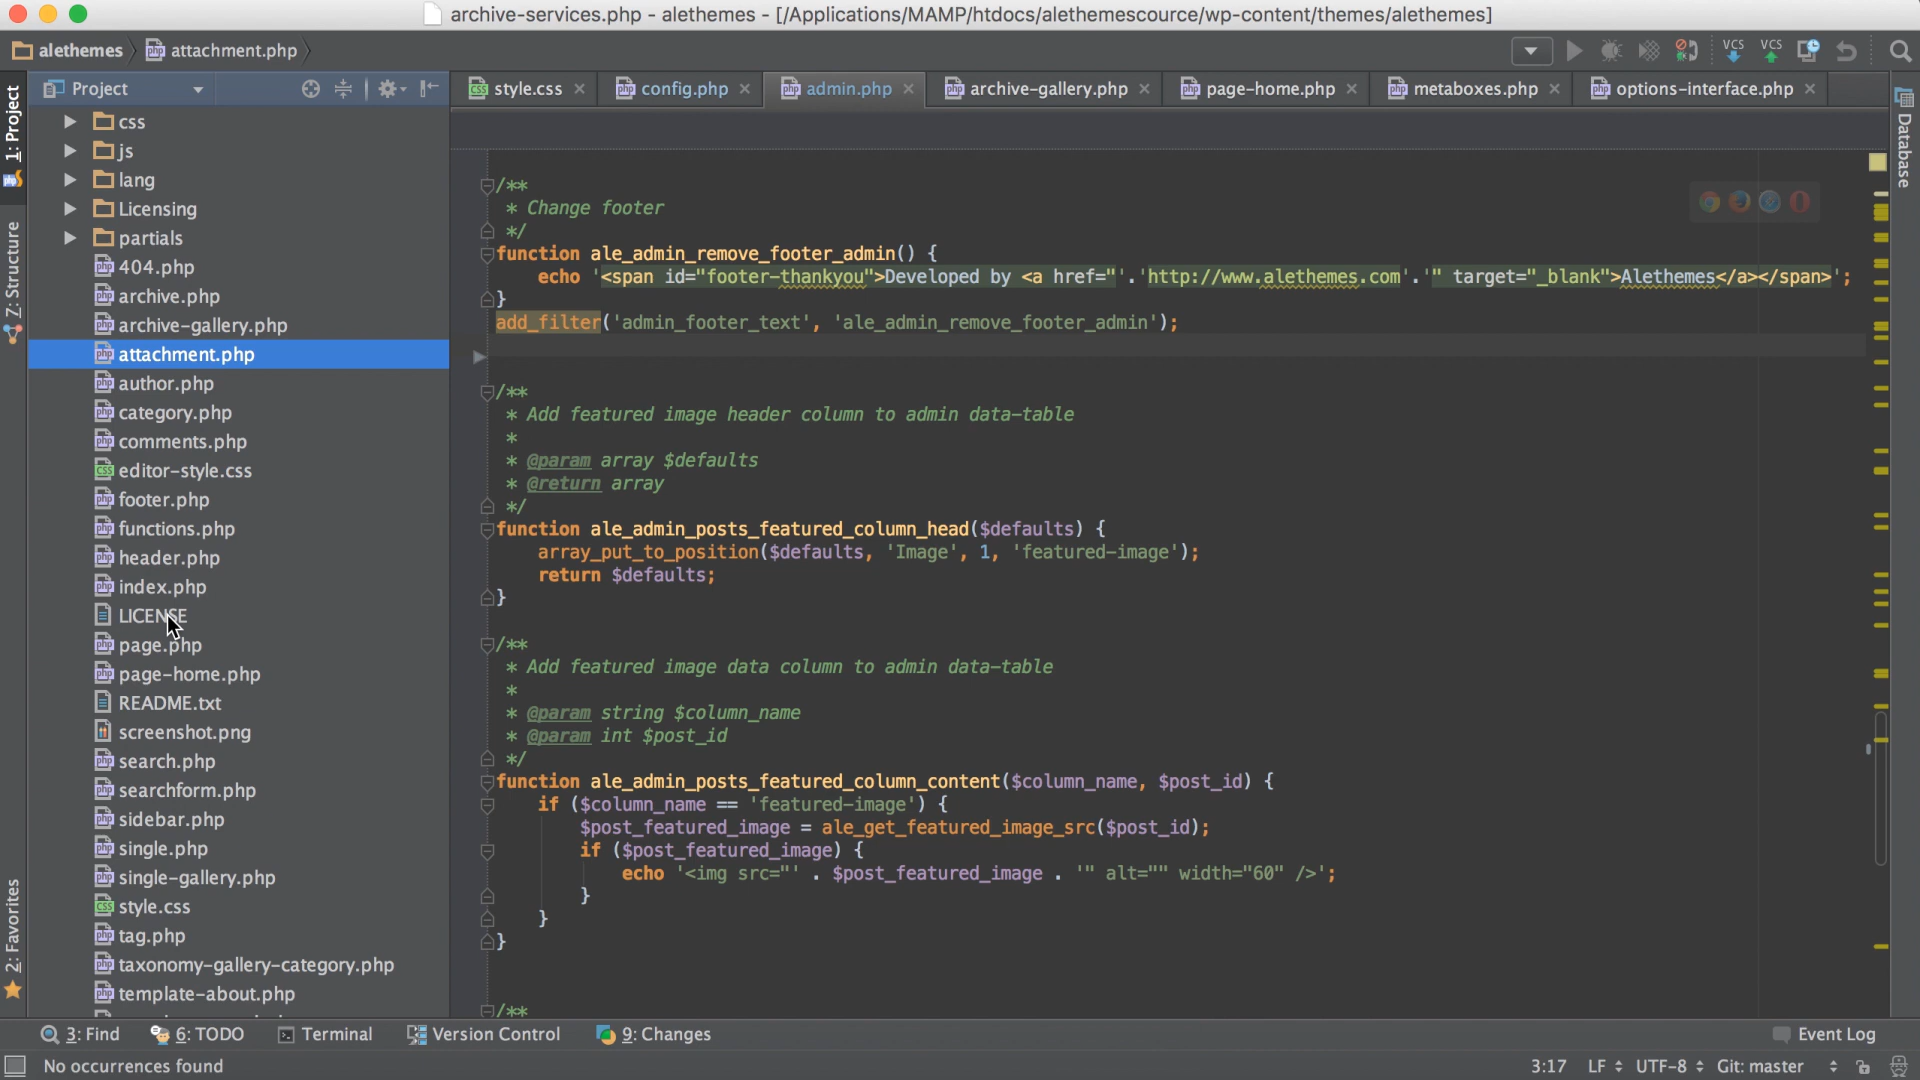 archive-services.php - alethemes - [/Applications/MAMP/htdocs/alethemescource/wp-content/themes/alethemes]
alethemes
attachment.php
VCS
VCS
Project
style.css
config.php
admin.php
archive-gallery.php
page-home.php
metaboxes.php
options-interface.php
1: Project
Z: Structure
2: Favorites
Database
css
js
lang
Licensing
partials
404.php
archive.php
archive-gallery.php
attachment.php
author.php
category.php
comments.php
editor-style.css
footer.php
functions.php
header.php
index.php
LICENSE
page.php
page-home.php
README.txt
screenshot.png
search.php
searchform.php
sidebar.php
single.php
single-gallery.php
style.css
tag.php
taxonomy-gallery-category.php
template-about.php
/**
* Change footer
*/
function ale_admin_remove_footer_admin() {
echo '<span id="footer-thankyou">Developed by <a href="'.'http://www.alethemes.com'.'" target="_blank">Alethemes</a></span>';
}
add_filter('admin_footer_text', 'ale_admin_remove_footer_admin');
/**
* Add featured image header column to admin data-table
*
* @param array $defaults
* @return array
*/
function ale_admin_posts_featured_column_head($defaults) {
array_put_to_position($defaults, 'Image', 1, 'featured-image');
return $defaults;
}
/**
* Add featured image data column to admin data-table
*
* @param string $column_name
* @param int $post_id
*/
function ale_admin_posts_featured_column_content($column_name, $post_id) {
if ($column_name == 'featured-image') {
$post_featured_image = ale_get_featured_image_src($post_id);
if ($post_featured_image) {
echo '<img src="' . $post_featured_image . '" alt="" width="60" />';
}
}
}
/**
3: Find
6: TODO
Terminal
Version Control
9: Changes
Event Log
No occurrences found
3:17
LF
UTF-8
Git: master